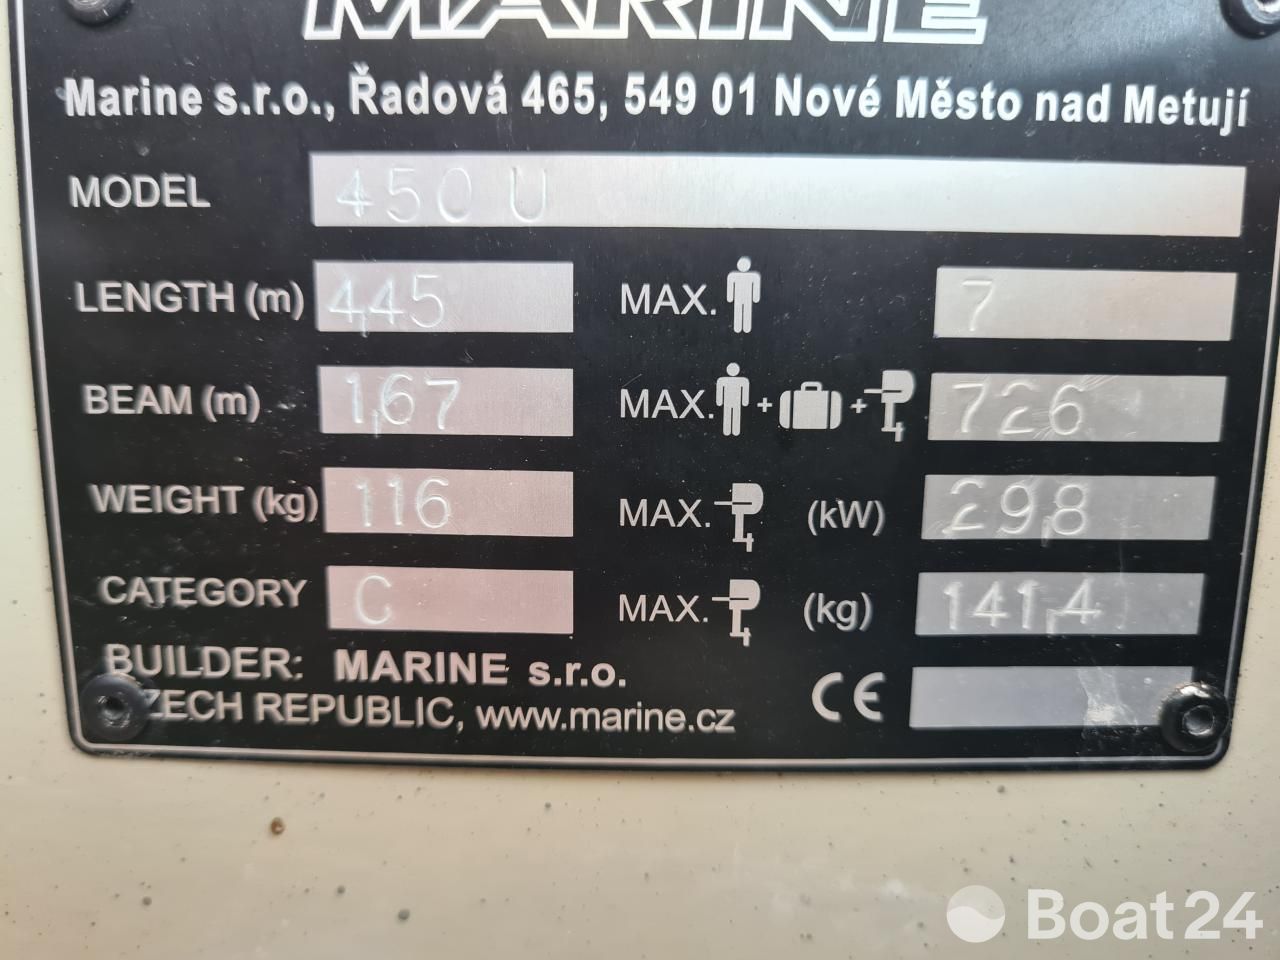 MARINE
Marine s.r.o., Řadová 465, 549 01 Nové Město nad Metují
MODEL 450 U
LENGTH (m) 4,45 MAX. 7
BEAM (m) 1,67 MAX. + + 726
WEIGHT (kg) 116 MAX. (kW) 29,8
CATEGORY C MAX. (kg) 141,4
BUILDER: MARINE s.r.o.
CZECH REPUBLIC, www.marine.cz CE
Boat24